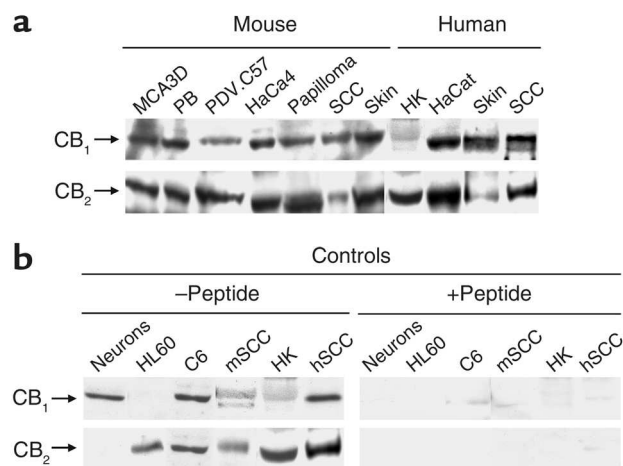 a
Mouse Human
MCA3D PB PDV.C57 HaCa4 Papilloma SCC Skin HK HaCat Skin SCC
CB1
CB2
b
Controls
–Peptide +Peptide
Neurons HL60 C6 mSCC HK hSCC Neurons HL60 C6 mSCC HK hSCC
CB1
CB2